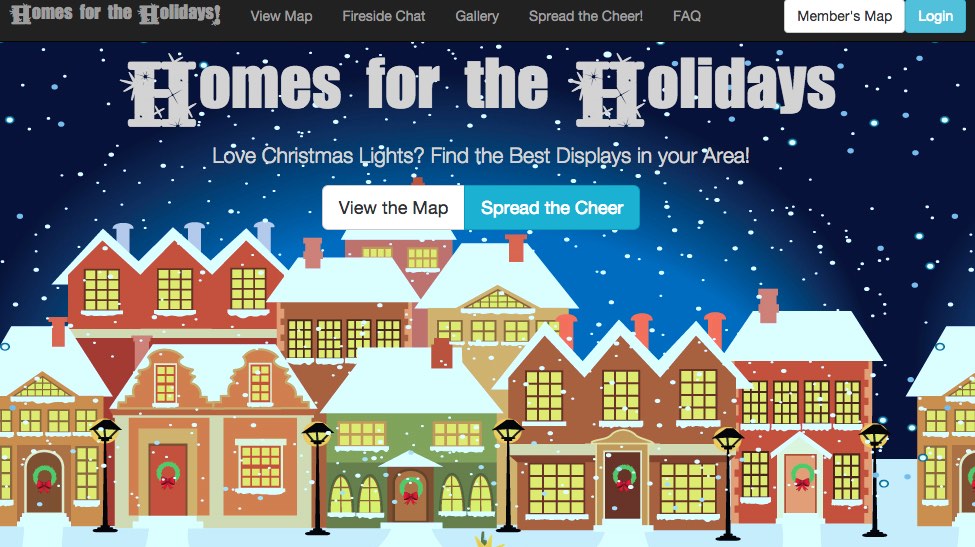 Homes for the Holidays! View Map Fireside Chat Gallery Spread the Cheer! FAQ Member's Map Login
Homes for the Holidays
Love Christmas Lights? Find the Best Displays in your Area!
View the Map Spread the Cheer